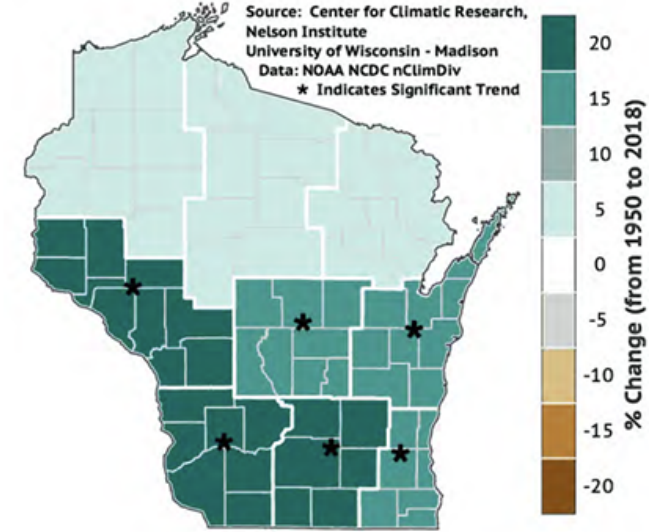 Source: Center for Climatic Research,
Nelson Institute
University of Wisconsin - Madison
Data: NOAA NCDC nClimDiv
* Indicates Significant Trend
20
15
10
5
0
-5
-10
-15
-20
% Change (from 1950 to 2018)